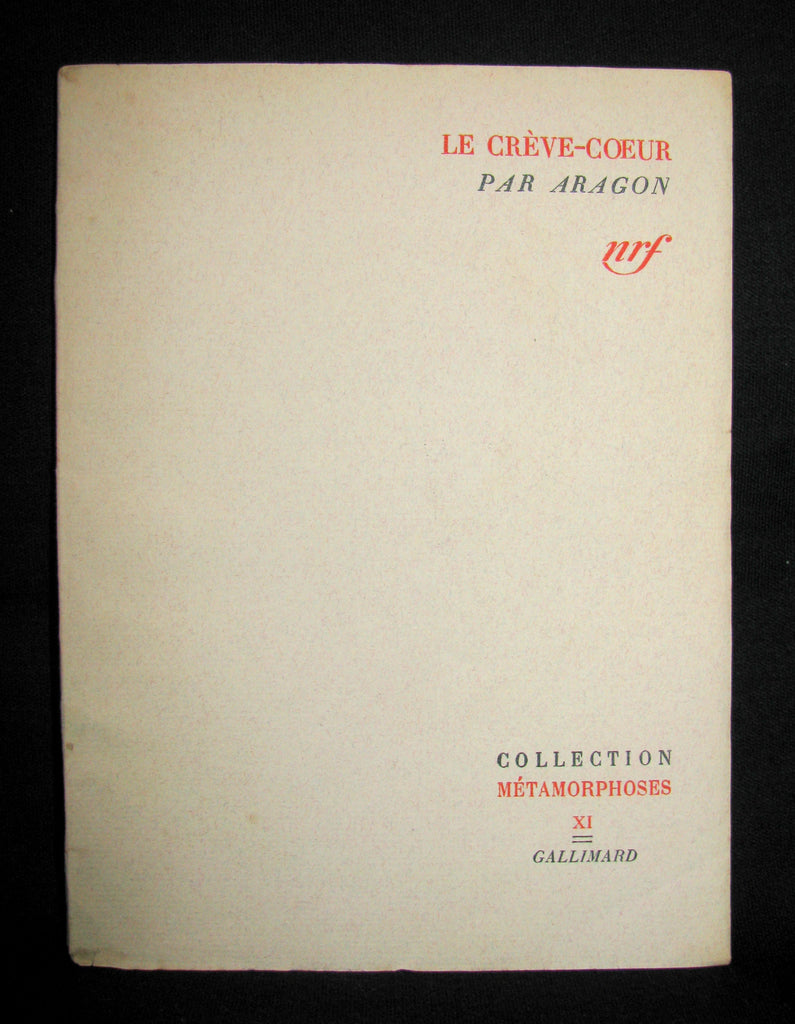 LE CRÈVE-CŒUR
PAR ARAGON
nrf
COLLECTION
MÉTAMORPHOSES
XI
GALLIMARD